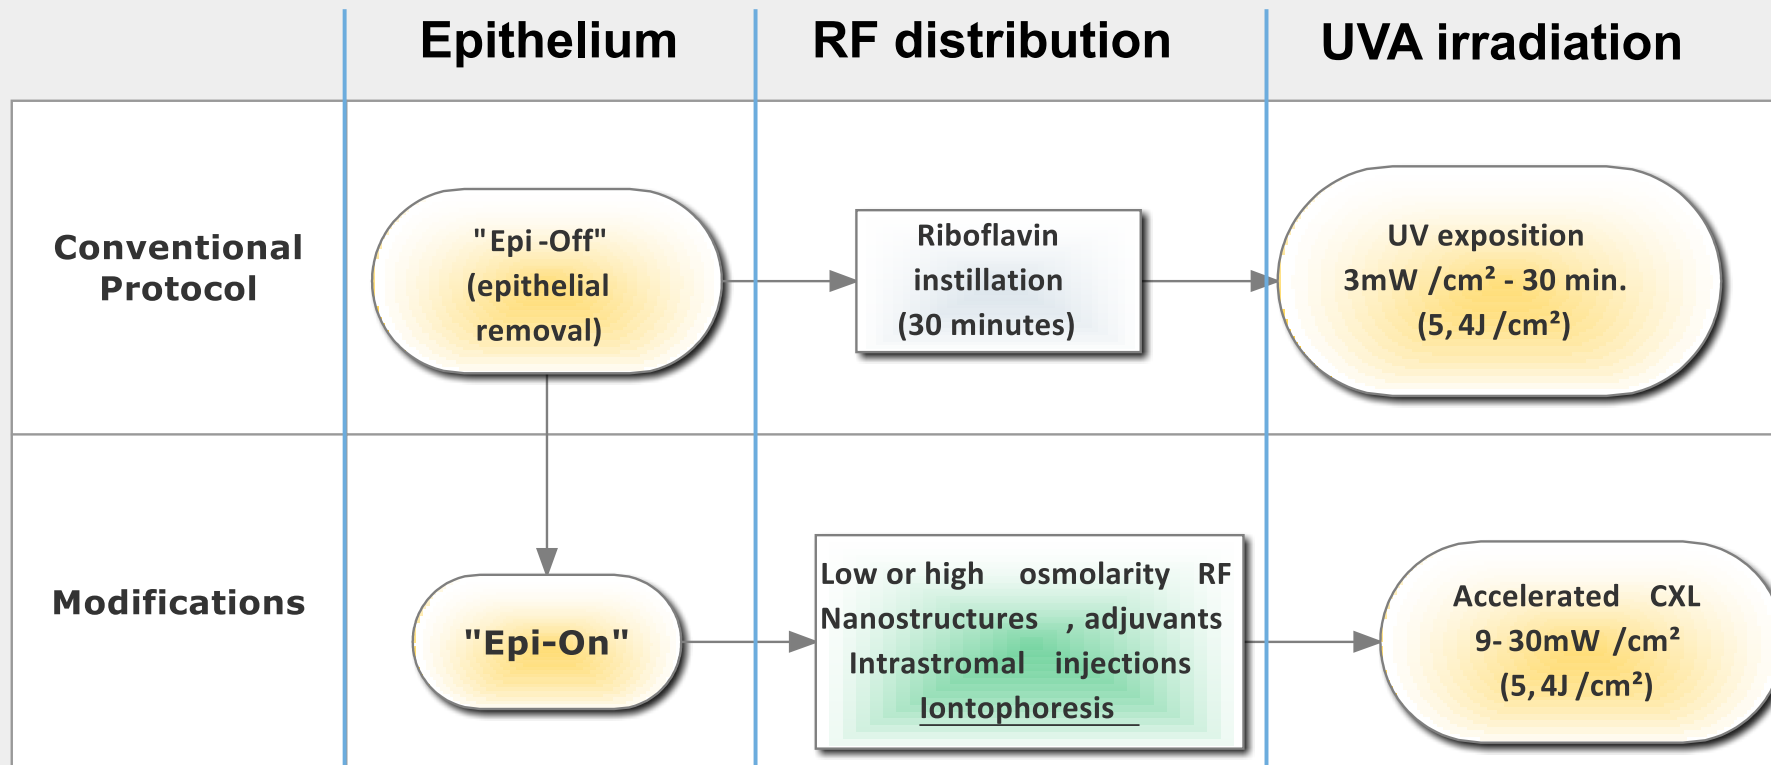 Epithelium
RF distribution
UVA irradiation
Conventional
Protocol
"Epi -Off"
(epithelial
removal)
Riboflavin
instillation
(30 minutes)
UV exposition
3mW /cm² - 30 min.
(5, 4J /cm²)
Modifications
"Epi-On"
Low or high osmolarity RF
Nanostructures , adjuvants
Intrastromal injections
Iontophoresis
Accelerated CXL
9- 30mW /cm²
(5, 4J /cm²)